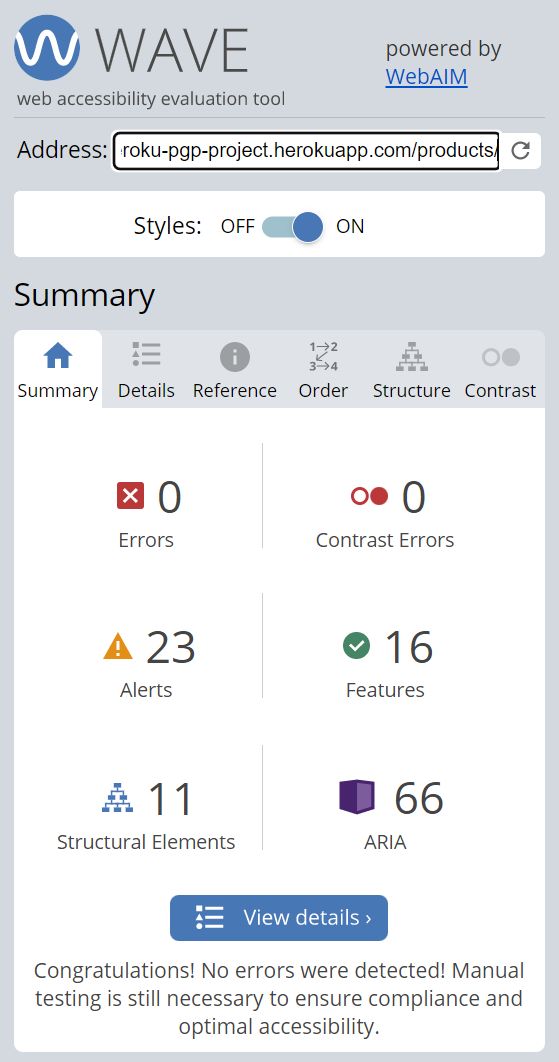 WAVE
powered by
WebAIM
web accessibility evaluation tool
Address: roku-pgp-project.herokuapp.com/products/
Styles: OFF ON
Summary
1→2
3→4
Summary Details Reference Order Structure Contrast
0 0
Errors Contrast Errors
23 16
Alerts Features
11 66
Structural Elements ARIA
View details ›
Congratulations! No errors were detected! Manual
testing is still necessary to ensure compliance and
optimal accessibility.